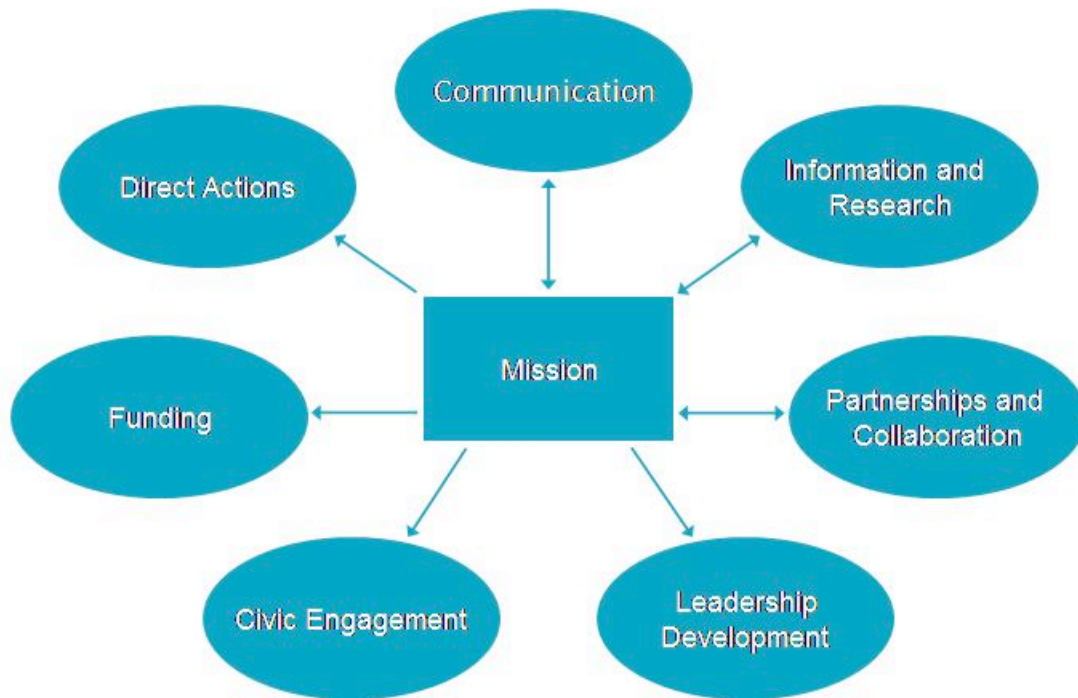 Communication
Direct Actions
Information and
Research
Mission
Funding
Partnerships and
Collaboration
Civic Engagement
Leadership
Development